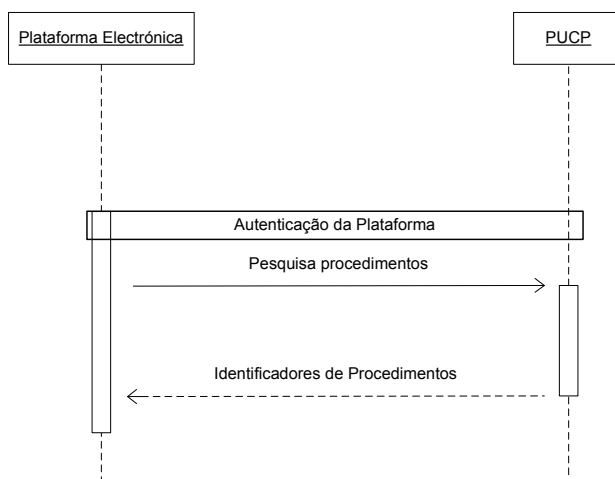 Plataforma Electrónica
PUCP
Autenticação da Plataforma
Pesquisa procedimentos
Identificadores de Procedimentos